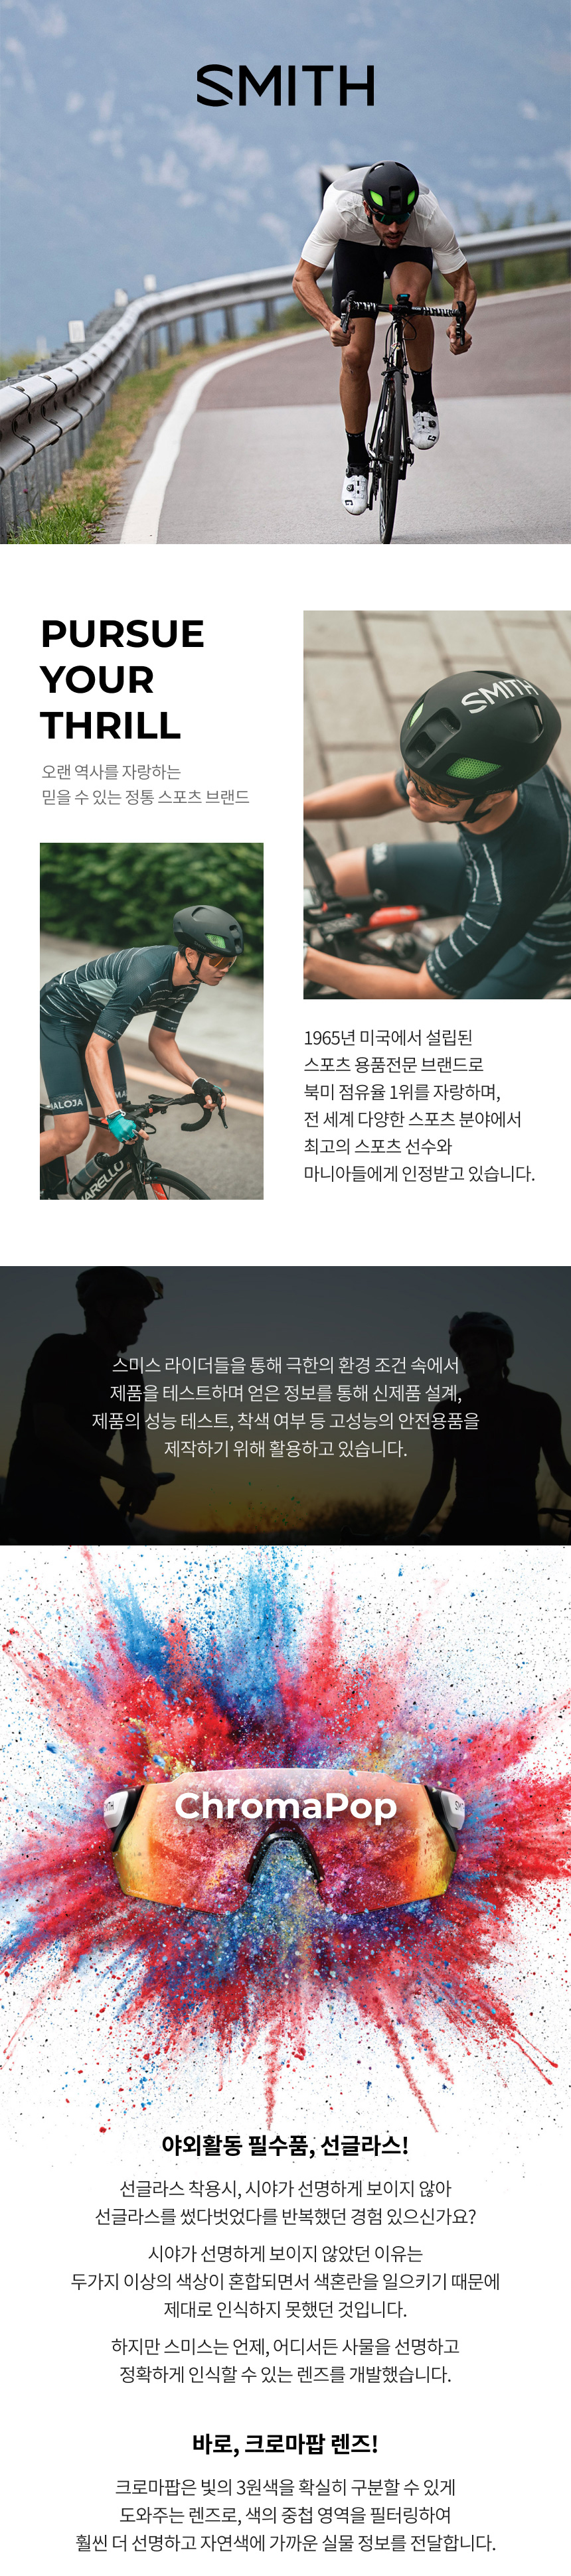 SMITH
PURSUE
YOUR
THRILL
오랜 역사를 자랑하는
믿을 수 있는 정통 스포츠 브랜드
SMITH
MALOJA
1965년 미국에서 설립된
스포츠 용품전문 브랜드로
북미 점유율 1위를 자랑하며,
전 세계 다양한 스포츠 분야에서
최고의 스포츠 선수와
마니아들에게 인정받고 있습니다.
스미스 라이더들을 통해 극한의 환경 조건 속에서
제품을 테스트하며 얻은 정보를 통해 신제품 설계,
제품의 성능 테스트, 착색 여부 등 고성능의 안전용품을
제작하기 위해 활용하고 있습니다.
ChromaPop
야외활동 필수품, 선글라스!
선글라스 착용시, 시야가 선명하게 보이지 않아
선글라스를 썼다벗었다를 반복했던 경험 있으신가요?
시야가 선명하게 보이지 않았던 이유는
두가지 이상의 색상이 혼합되면서 색혼란을 일으키기 때문에
제대로 인식하지 못했던 것입니다.
하지만 스미스는 언제, 어디서든 사물을 선명하고
정확하게 인식할 수 있는 렌즈를 개발했습니다.
바로, 크로마팝 렌즈!
크로마팝은 빛의 3원색을 확실히 구분할 수 있게
도와주는 렌즈로, 색의 중첩 영역을 필터링하여
훨씬 더 선명하고 자연색에 가까운 실물 정보를 전달합니다.